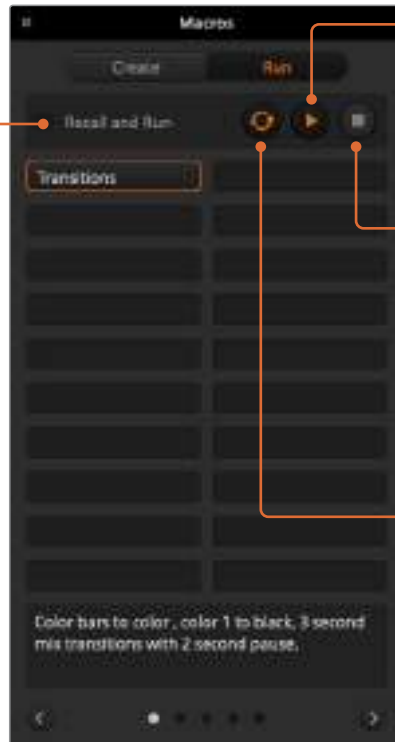 Macros
Create Run
Recall and Run
Transitions
Color bars to color , color 1 to black, 3 second
mix transitions with 2 second pause.